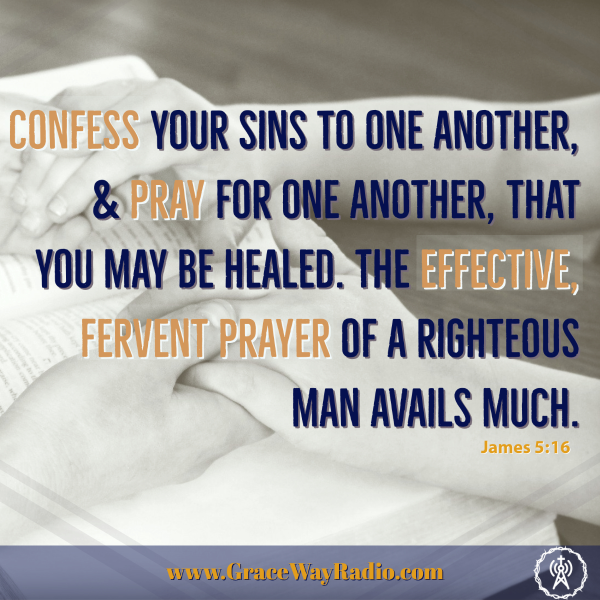 CONFESS YOUR SINS TO ONE ANOTHER,
& PRAY FOR ONE ANOTHER, THAT
YOU MAY BE HEALED. THE EFFECTIVE,
FERVENT PRAYER OF A RIGHTEOUS
MAN AVAILS MUCH.
James 5:16
www.GraceWayRadio.com